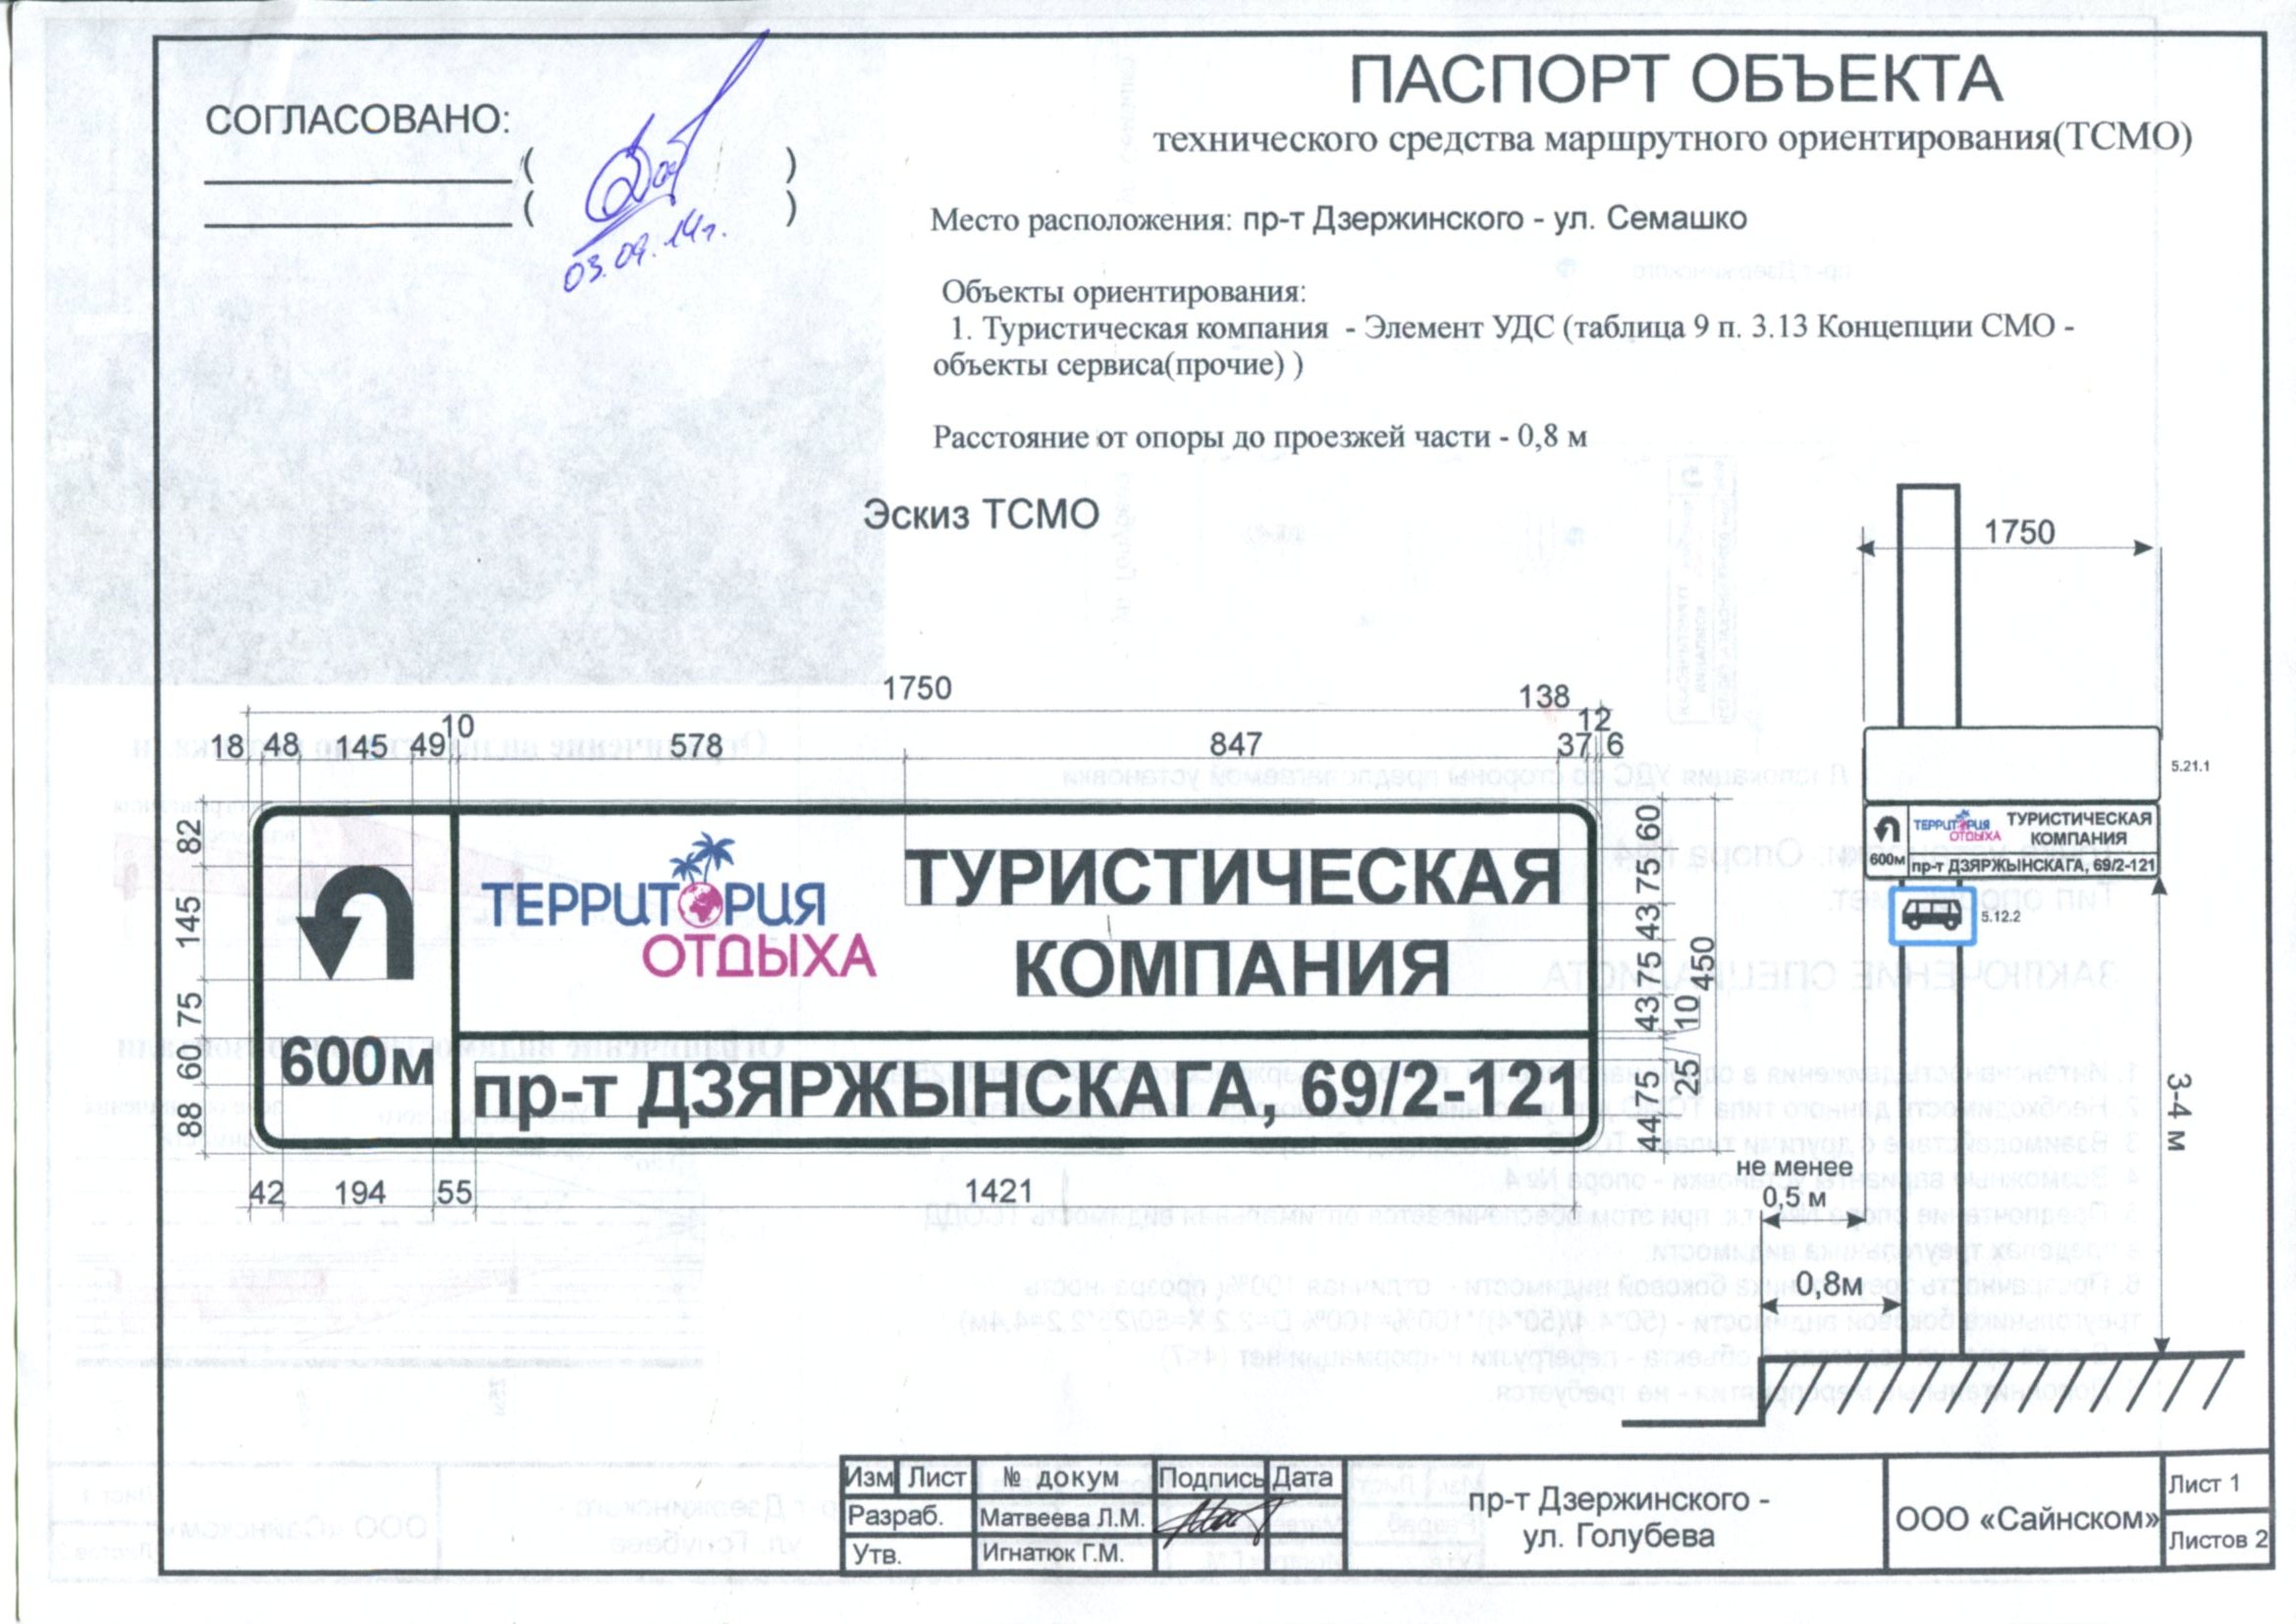 СОГЛАСОВАНО:
( )
( )
03.09.14г.
ПАСПОРТ ОБЪЕКТА
технического средства маршрутного ориентирования(ТСМО)
Место расположения: пр-т Дзержинского - ул. Семашко
Объекты ориентирования:
1. Туристическая компания - Элемент УДС (таблица 9 п. 3.13 Концепции СМО -
объекты сервиса(прочие) )
Расстояние от опоры до проезжей части - 0,8 м
Эскиз ТСМО
1750
138
18 48 145 49 10 578 847 37 12 6
82
145
75
60
88
ТЕРРИТОРИЯ
ОТДЫХА
ТУРИСТИЧЕСКАЯ
КОМПАНИЯ
600м
пр-т ДЗЯРЖЫНСКАГА, 69/2-121
60
75
43
75
43
10
25
75
44
450
42 194 55 1421
1750
5.21.1
ТЕРРИТОРИЯ
ОТДЫХА
ТУРИСТИЧЕСКАЯ
КОМПАНИЯ
600м
пр-т ДЗЯРЖЫНСКАГА, 69/2-121
5.12.2
3-4 м
не менее
0,5 м
0,8м
Изм Лист № докум Подпись Дата
Разраб. Матвеева Л.М.
Утв. Игнатюк Г.М.
пр-т Дзержинского -
ул. Голубева
ООО «Сайнском»
Лист 1
Листов 2